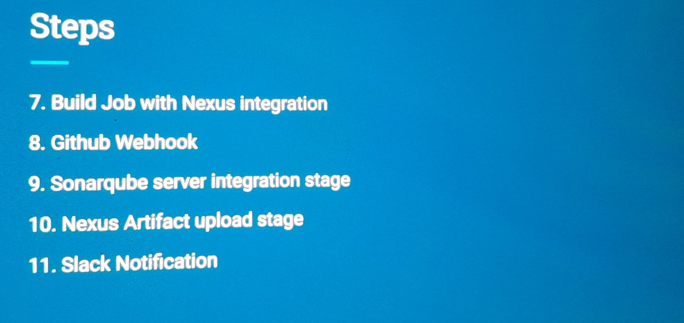 Steps
7. Build Job with Nexus integration
8. Github Webhook
9. Sonarqube server integration stage
10. Nexus Artifact upload stage
11. Slack Notification